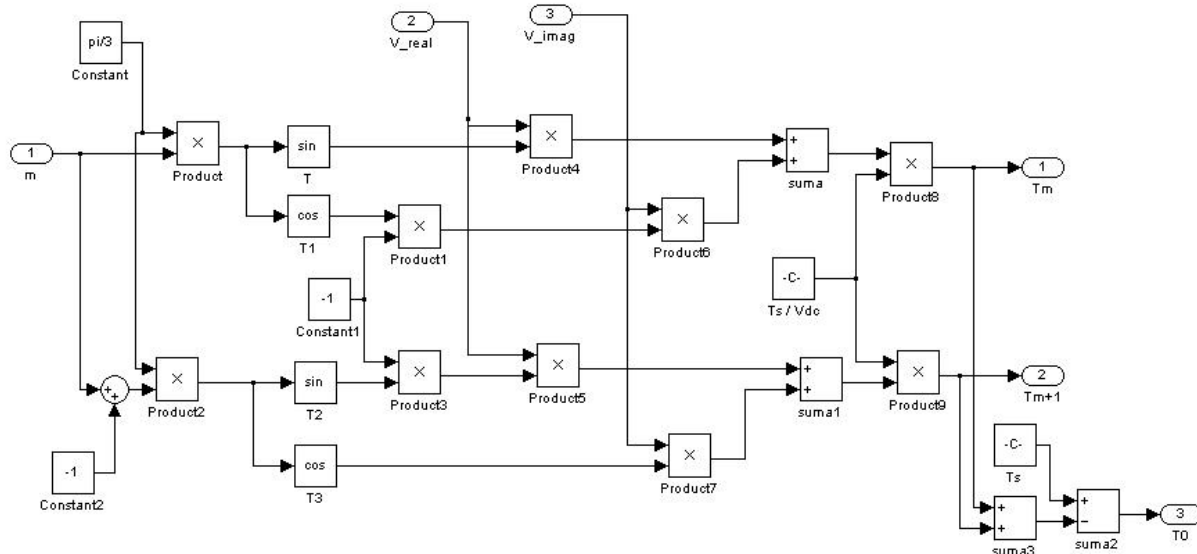 2
V_real
3
V_imag
pi/3
Constant
1
m
×
Product
sin
T
×
Product4
+
+
suma
×
Product8
1
Tm
cos
T1
×
Product1
×
Product6
-1
Constant1
-C-
Ts / Vdc
×
Product2
sin
T2
×
Product3
×
Product5
+
+
suma1
×
Product9
2
Tm+1
+
+
-1
Constant2
cos
T3
×
Product7
-C-
Ts
+
+
suma3
+
−
suma2
3
T0